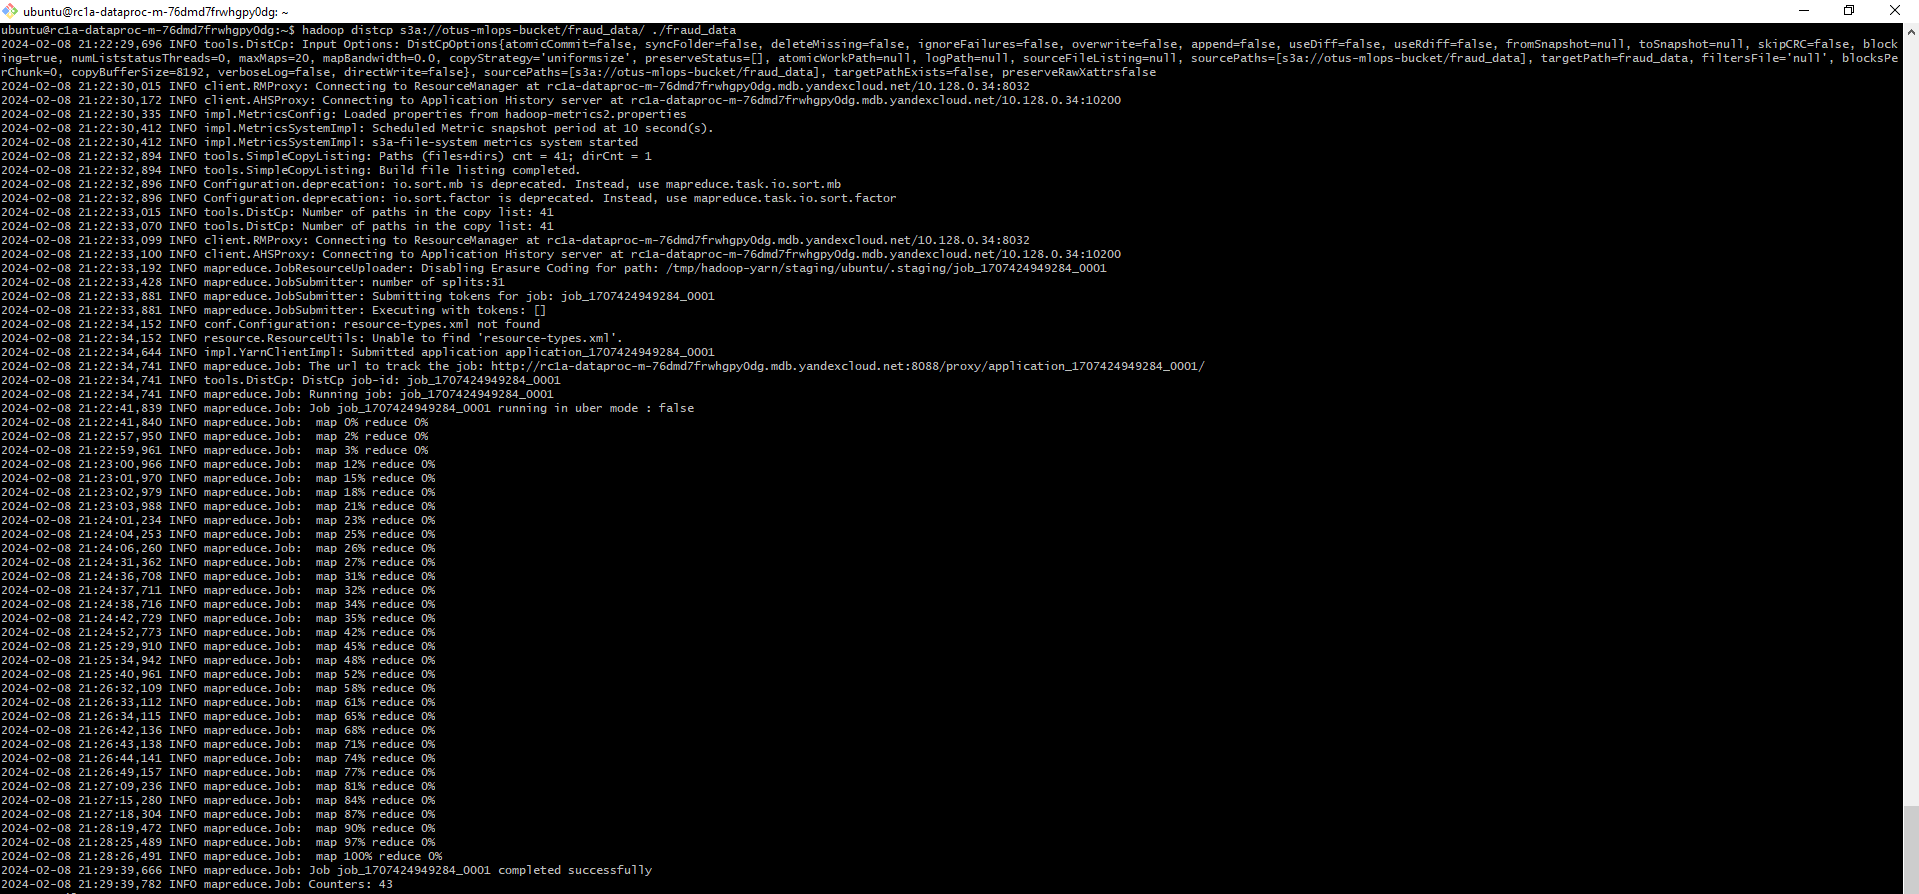 ubuntu@rc1a-dataproc-m-76dmd7frwhgpy0dg: ~
ubuntu@rc1a-dataproc-m-76dmd7frwhgpy0dg:~$ hadoop distcp s3a://otus-mlops-bucket/fraud_data/ ./fraud_data
2024-02-08 21:22:29,696 INFO tools.DistCp: Input Options: DistCpOptions{atomicCommit=false, syncFolder=false, deleteMissing=false, ignoreFailures=false, overwrite=false, append=false, useDiff=false, useRdiff=false, fromSnapshot=null, toSnapshot=null, skipCRC=false, block
ing=true, numListstatusThreads=0, maxMaps=20, mapBandwidth=0.0, copyStrategy='uniformsize', preserveStatus=[], atomicWorkPath=null, logPath=null, sourceFileListing=null, sourcePaths=[s3a://otus-mlops-bucket/fraud_data], targetPath=fraud_data, filtersFile='null', blocksPe
rChunk=0, copyBufferSize=8192, verboseLog=false, directWrite=false}, sourcePaths=[s3a://otus-mlops-bucket/fraud_data], targetPathExists=false, preserveRawXattrsfalse
2024-02-08 21:22:30,015 INFO client.RMProxy: Connecting to ResourceManager at rc1a-dataproc-m-76dmd7frwhgpy0dg.mdb.yandexcloud.net/10.128.0.34:8032
2024-02-08 21:22:30,172 INFO client.AHSProxy: Connecting to Application History server at rc1a-dataproc-m-76dmd7frwhgpy0dg.mdb.yandexcloud.net/10.128.0.34:10200
2024-02-08 21:22:30,335 INFO impl.MetricsConfig: Loaded properties from hadoop-metrics2.properties
2024-02-08 21:22:30,412 INFO impl.MetricsSystemImpl: Scheduled Metric snapshot period at 10 second(s).
2024-02-08 21:22:30,412 INFO impl.MetricsSystemImpl: s3a-file-system metrics system started
2024-02-08 21:22:32,894 INFO tools.SimpleCopyListing: Paths (files+dirs) cnt = 41; dirCnt = 1
2024-02-08 21:22:32,894 INFO tools.SimpleCopyListing: Build file listing completed.
2024-02-08 21:22:32,896 INFO Configuration.deprecation: io.sort.mb is deprecated. Instead, use mapreduce.task.io.sort.mb
2024-02-08 21:22:32,896 INFO Configuration.deprecation: io.sort.factor is deprecated. Instead, use mapreduce.task.io.sort.factor
2024-02-08 21:22:33,015 INFO tools.DistCp: Number of paths in the copy list: 41
2024-02-08 21:22:33,070 INFO tools.DistCp: Number of paths in the copy list: 41
2024-02-08 21:22:33,099 INFO client.RMProxy: Connecting to ResourceManager at rc1a-dataproc-m-76dmd7frwhgpy0dg.mdb.yandexcloud.net/10.128.0.34:8032
2024-02-08 21:22:33,100 INFO client.AHSProxy: Connecting to Application History server at rc1a-dataproc-m-76dmd7frwhgpy0dg.mdb.yandexcloud.net/10.128.0.34:10200
2024-02-08 21:22:33,192 INFO mapreduce.JobResourceUploader: Disabling Erasure Coding for path: /tmp/hadoop-yarn/staging/ubuntu/.staging/job_1707424949284_0001
2024-02-08 21:22:33,428 INFO mapreduce.JobSubmitter: number of splits:31
2024-02-08 21:22:33,881 INFO mapreduce.JobSubmitter: Submitting tokens for job: job_1707424949284_0001
2024-02-08 21:22:33,881 INFO mapreduce.JobSubmitter: Executing with tokens: []
2024-02-08 21:22:34,152 INFO conf.Configuration: resource-types.xml not found
2024-02-08 21:22:34,152 INFO resource.ResourceUtils: Unable to find 'resource-types.xml'.
2024-02-08 21:22:34,644 INFO impl.YarnClientImpl: Submitted application application_1707424949284_0001
2024-02-08 21:22:34,741 INFO mapreduce.Job: The url to track the job: http://rc1a-dataproc-m-76dmd7frwhgpy0dg.mdb.yandexcloud.net:8088/proxy/application_1707424949284_0001/
2024-02-08 21:22:34,741 INFO tools.DistCp: DistCp job-id: job_1707424949284_0001
2024-02-08 21:22:34,741 INFO mapreduce.Job: Running job: job_1707424949284_0001
2024-02-08 21:22:41,839 INFO mapreduce.Job: Job job_1707424949284_0001 running in uber mode : false
2024-02-08 21:22:41,840 INFO mapreduce.Job:  map 0% reduce 0%
2024-02-08 21:22:57,950 INFO mapreduce.Job:  map 2% reduce 0%
2024-02-08 21:22:59,961 INFO mapreduce.Job:  map 3% reduce 0%
2024-02-08 21:23:00,966 INFO mapreduce.Job:  map 12% reduce 0%
2024-02-08 21:23:01,970 INFO mapreduce.Job:  map 15% reduce 0%
2024-02-08 21:23:02,979 INFO mapreduce.Job:  map 18% reduce 0%
2024-02-08 21:23:03,988 INFO mapreduce.Job:  map 21% reduce 0%
2024-02-08 21:24:01,234 INFO mapreduce.Job:  map 23% reduce 0%
2024-02-08 21:24:04,253 INFO mapreduce.Job:  map 25% reduce 0%
2024-02-08 21:24:06,260 INFO mapreduce.Job:  map 26% reduce 0%
2024-02-08 21:24:31,362 INFO mapreduce.Job:  map 27% reduce 0%
2024-02-08 21:24:36,708 INFO mapreduce.Job:  map 31% reduce 0%
2024-02-08 21:24:37,711 INFO mapreduce.Job:  map 32% reduce 0%
2024-02-08 21:24:38,716 INFO mapreduce.Job:  map 34% reduce 0%
2024-02-08 21:24:42,729 INFO mapreduce.Job:  map 35% reduce 0%
2024-02-08 21:24:52,773 INFO mapreduce.Job:  map 42% reduce 0%
2024-02-08 21:25:29,910 INFO mapreduce.Job:  map 45% reduce 0%
2024-02-08 21:25:34,942 INFO mapreduce.Job:  map 48% reduce 0%
2024-02-08 21:25:40,961 INFO mapreduce.Job:  map 52% reduce 0%
2024-02-08 21:26:32,109 INFO mapreduce.Job:  map 58% reduce 0%
2024-02-08 21:26:33,112 INFO mapreduce.Job:  map 61% reduce 0%
2024-02-08 21:26:34,115 INFO mapreduce.Job:  map 65% reduce 0%
2024-02-08 21:26:42,136 INFO mapreduce.Job:  map 68% reduce 0%
2024-02-08 21:26:43,138 INFO mapreduce.Job:  map 71% reduce 0%
2024-02-08 21:26:44,141 INFO mapreduce.Job:  map 74% reduce 0%
2024-02-08 21:26:49,157 INFO mapreduce.Job:  map 77% reduce 0%
2024-02-08 21:27:09,236 INFO mapreduce.Job:  map 81% reduce 0%
2024-02-08 21:27:15,280 INFO mapreduce.Job:  map 84% reduce 0%
2024-02-08 21:27:18,304 INFO mapreduce.Job:  map 87% reduce 0%
2024-02-08 21:28:19,472 INFO mapreduce.Job:  map 90% reduce 0%
2024-02-08 21:28:25,489 INFO mapreduce.Job:  map 97% reduce 0%
2024-02-08 21:28:26,491 INFO mapreduce.Job:  map 100% reduce 0%
2024-02-08 21:29:39,666 INFO mapreduce.Job: Job job_1707424949284_0001 completed successfully
2024-02-08 21:29:39,782 INFO mapreduce.Job: Counters: 43